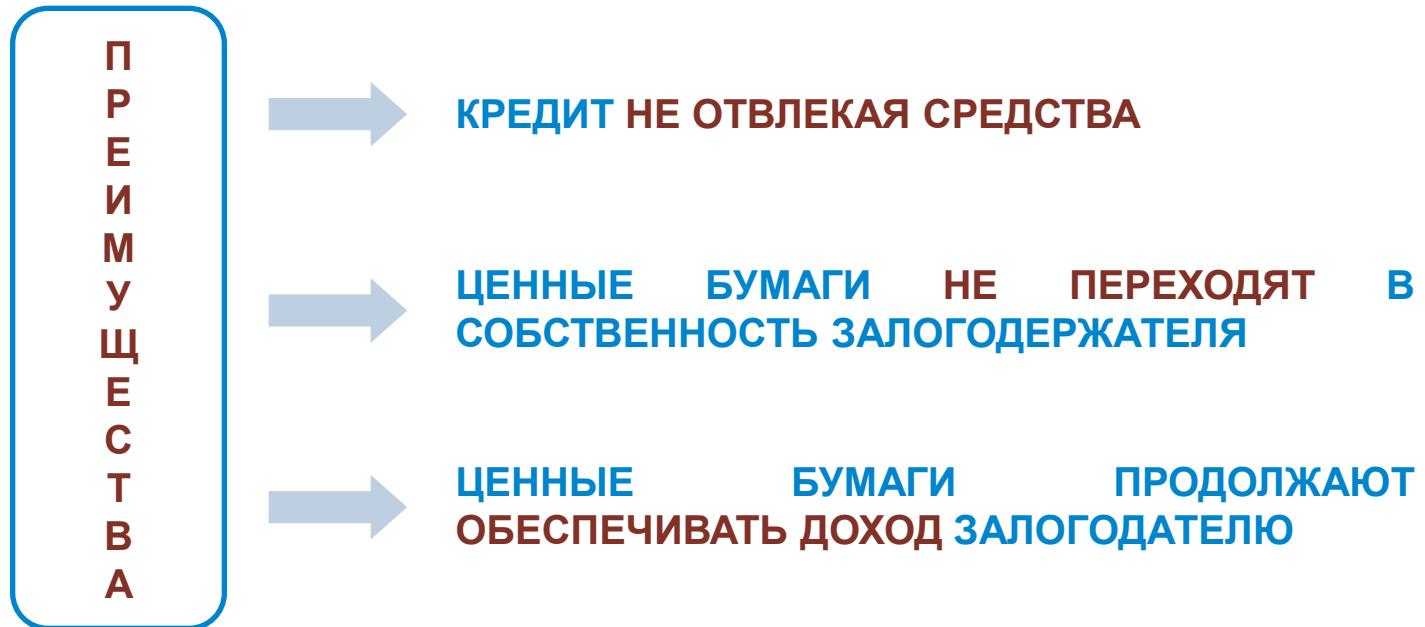 П
Р
Е
И
М
У
Щ
Е
С
Т
В
А
КРЕДИТ НЕ ОТВЛЕКАЯ СРЕДСТВА
ЦЕННЫЕ БУМАГИ НЕ ПЕРЕХОДЯТ В
СОБСТВЕННОСТЬ ЗАЛОГОДЕРЖАТЕЛЯ
ЦЕННЫЕ БУМАГИ ПРОДОЛЖАЮТ
ОБЕСПЕЧИВАТЬ ДОХОД ЗАЛОГОДАТЕЛЮ